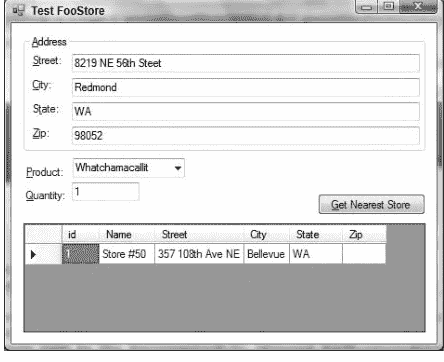 Test FooStore
Address
Street: 8219 NE 56th Steet
City: Redmond
State: WA
Zip: 98052
Product: Whatchamacallit
Quantity: 1
Get Nearest Store
id Name Street City State Zip
1 Store #50 357 108th Ave NE Bellevue WA